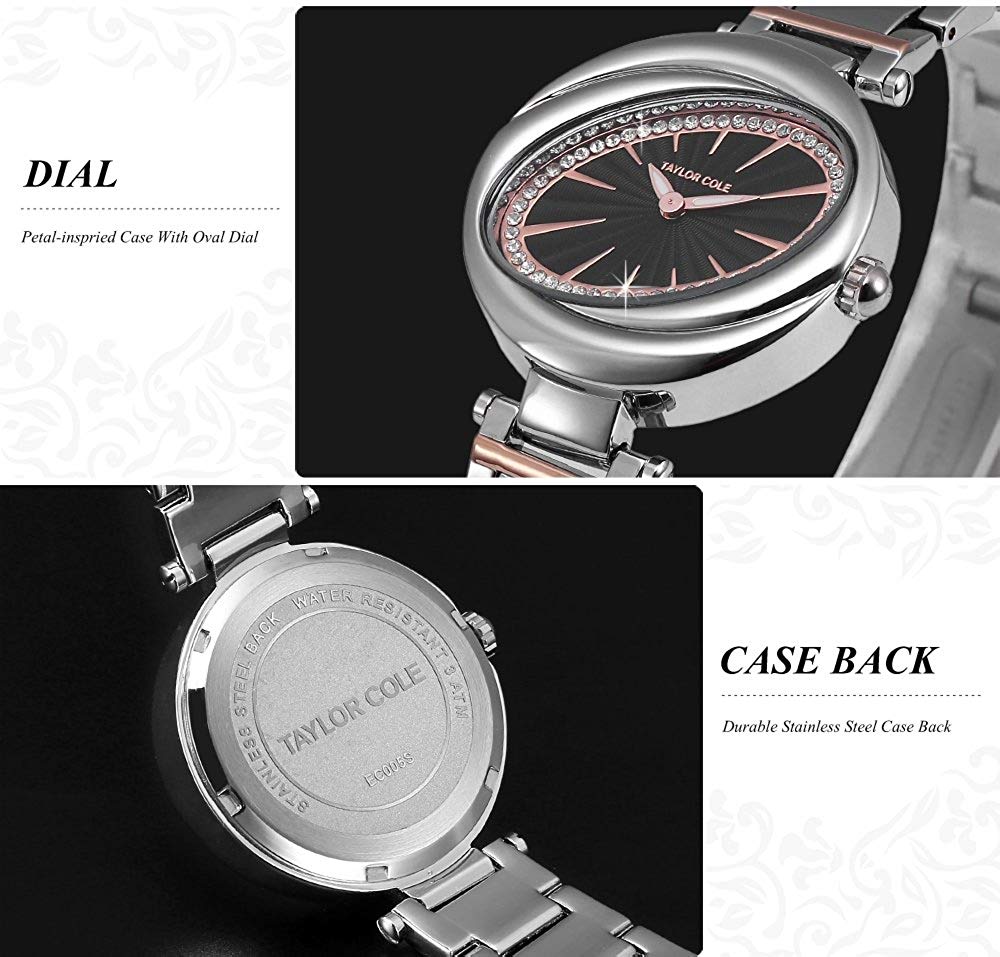 DIAL
Petal-inspried Case With Oval Dial
TAYLOR COLE
STAINLESS STEEL BACK WATER RESISTANT 3 ATM
TAYLOR COLE
EC005S
CASE BACK
Durable Stainless Steel Case Back